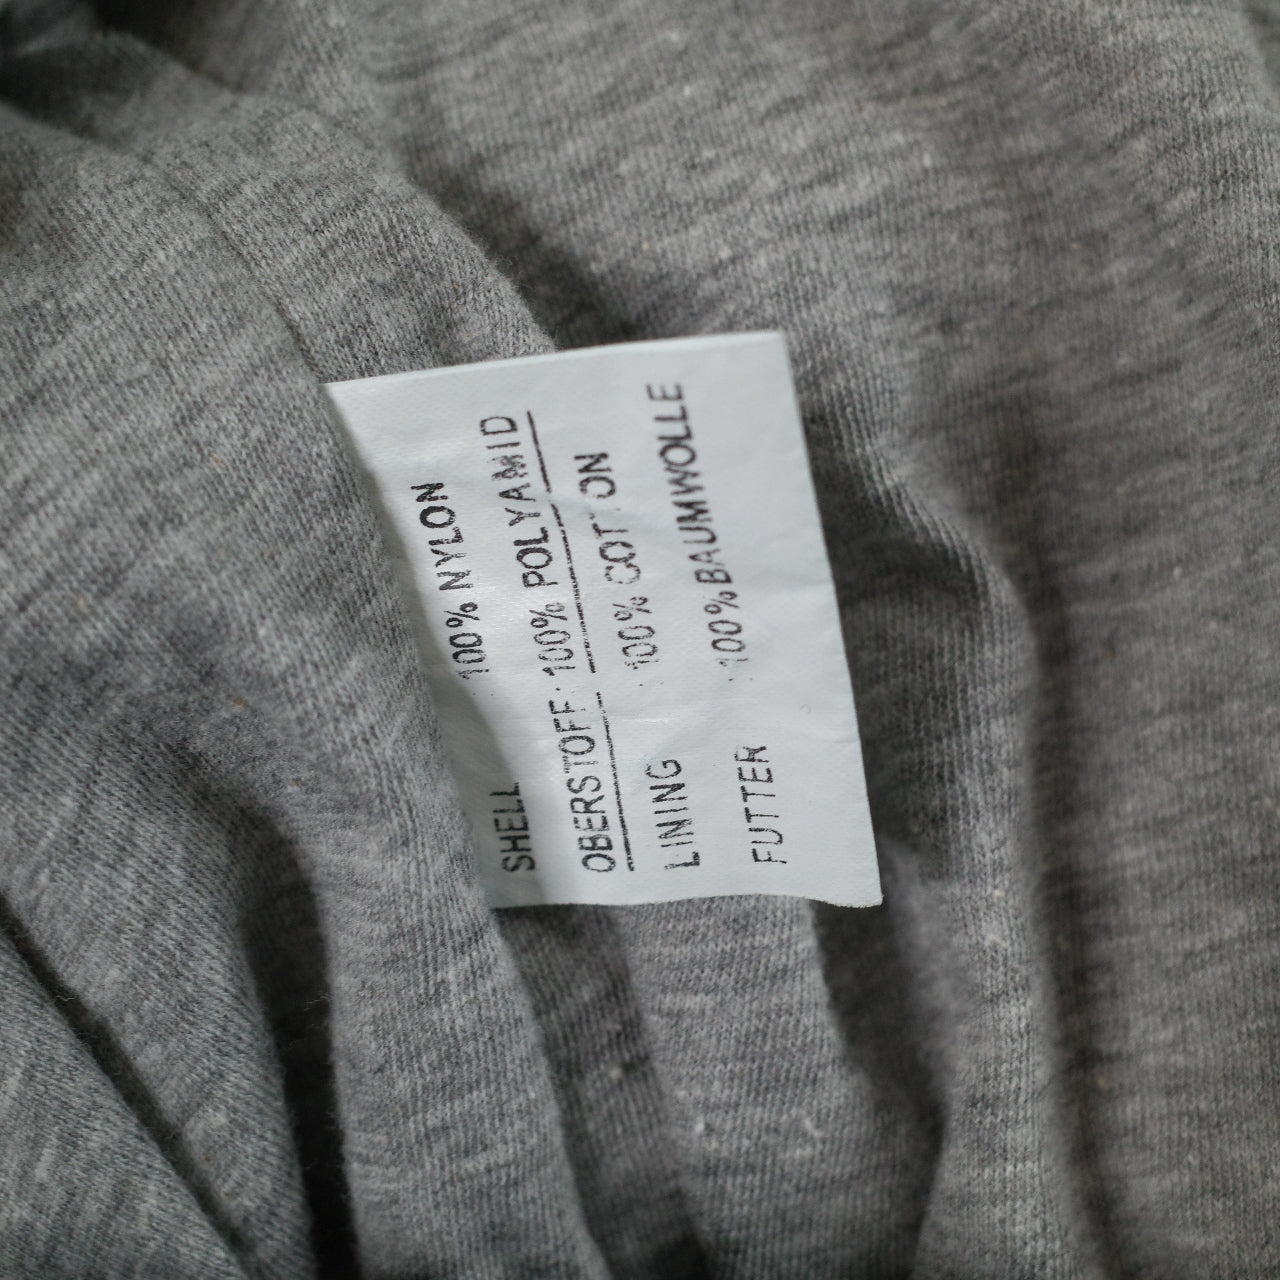 SHELL 100% NYLON
OBERSTOFF: 100% POLYAMID
LINING 100% COTTON
FUTTER 100% BAUMWOLLE